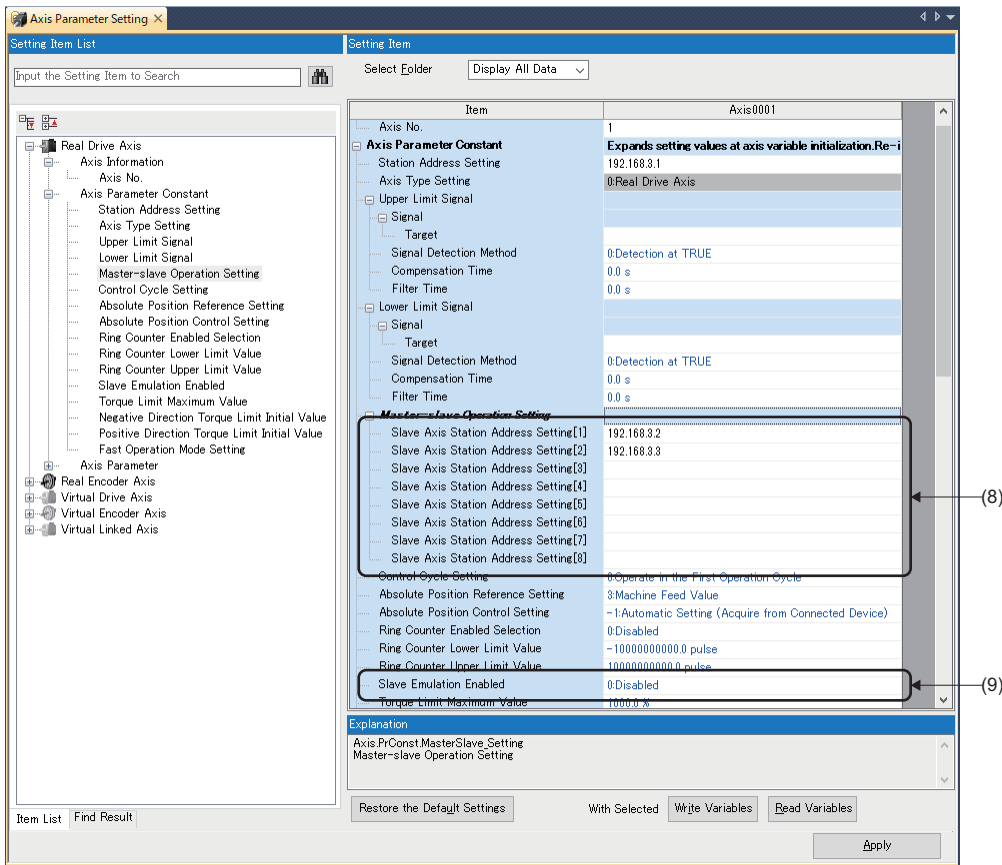 Axis Parameter Setting
Setting Item List
Input the Setting Item to Search
Real Drive Axis
Axis Information
Axis No.
Axis Parameter Constant
Station Address Setting
Axis Type Setting
Upper Limit Signal
Lower Limit Signal
Master-slave Operation Setting
Control Cycle Setting
Absolute Position Reference Setting
Absolute Position Control Setting
Ring Counter Enabled Selection
Ring Counter Lower Limit Value
Ring Counter Upper Limit Value
Slave Emulation Enabled
Torque Limit Maximum Value
Negative Direction Torque Limit Initial Value
Positive Direction Torque Limit Initial Value
Fast Operation Mode Setting
Axis Parameter
Real Encoder Axis
Virtual Drive Axis
Virtual Encoder Axis
Virtual Linked Axis
Item List Find Result
Setting Item
Select Folder Display All Data
Item Axis0001
Axis No. 1
Axis Parameter Constant Expands setting values at axis variable initialization.Re-i
Station Address Setting 192.168.3.1
Axis Type Setting 0:Real Drive Axis
Upper Limit Signal
Signal
Target
Signal Detection Method 0:Detection at TRUE
Compensation Time 0.0 s
Filter Time 0.0 s
Lower Limit Signal
Signal
Target
Signal Detection Method 0:Detection at TRUE
Compensation Time 0.0 s
Filter Time 0.0 s
Master-slave Operation Setting
Slave Axis Station Address Setting[1] 192.168.3.2
Slave Axis Station Address Setting[2] 192.168.3.3
Slave Axis Station Address Setting[3]
Slave Axis Station Address Setting[4]
Slave Axis Station Address Setting[5]
Slave Axis Station Address Setting[6]
Slave Axis Station Address Setting[7]
Slave Axis Station Address Setting[8]
(8)
Control Cycle Setting 0:Operate in the First Operation Cycle
Absolute Position Reference Setting 3:Machine Feed Value
Absolute Position Control Setting -1:Automatic Setting (Acquire from Connected Device)
Ring Counter Enabled Selection 0:Disabled
Ring Counter Lower Limit Value -10000000000.0 pulse
Ring Counter Upper Limit Value 10000000000.0 pulse
Slave Emulation Enabled 0:Disabled
(9)
Torque Limit Maximum Value 1000.0 %
Explanation
Axis.PrConst.MasterSlave_Setting
Master-slave Operation Setting
Restore the Default Settings With Selected Write Variables Read Variables
Apply